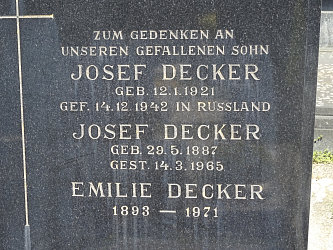 ZUM GEDENKEN AN
UNSEREN GEFALLENEN SOHN
JOSEF DECKER
GEB. 12.1.1921
GEF. 14.12.1942 IN RUSSLAND
JOSEF DECKER
GEB. 29.5.1887
GEST. 14.3.1965
EMILIE DECKER
1893 — 1971